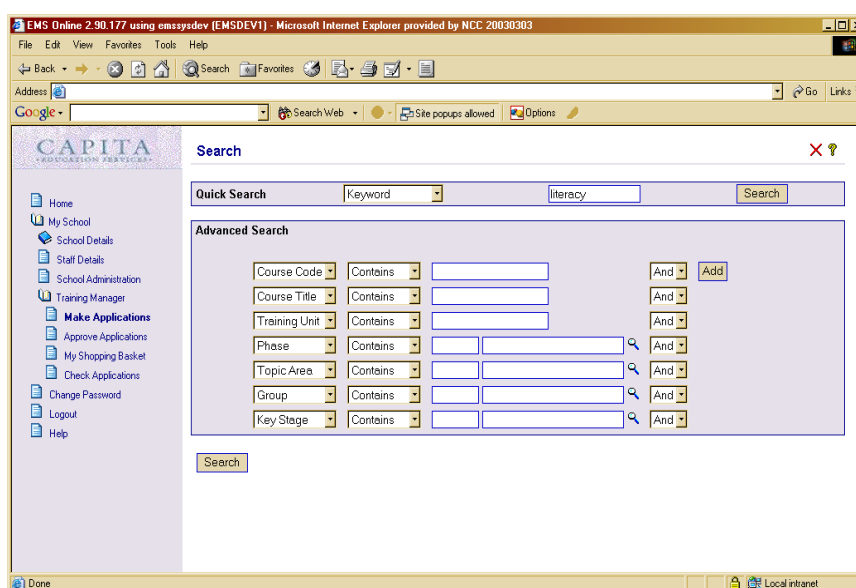 EMS Online 2.90.177 using emssysdev (EMSDEV1) - Microsoft Internet Explorer provided by NCC 20030303
File Edit View Favorites Tools Help
Back Search Favorites
Address Go Links
Google Search Web Site popups allowed Options
CAPITA
EDUCATION SERVICES
Search
Quick Search Keyword literacy Search
Advanced Search
Course Code Contains And Add
Course Title Contains And
Training Unit Contains And
Phase Contains And
Topic Area Contains And
Group Contains And
Key Stage Contains And
Search
Home
My School
School Details
Staff Details
School Administration
Training Manager
Make Applications
Approve Applications
My Shopping Basket
Check Applications
Change Password
Logout
Help
Done Local intranet